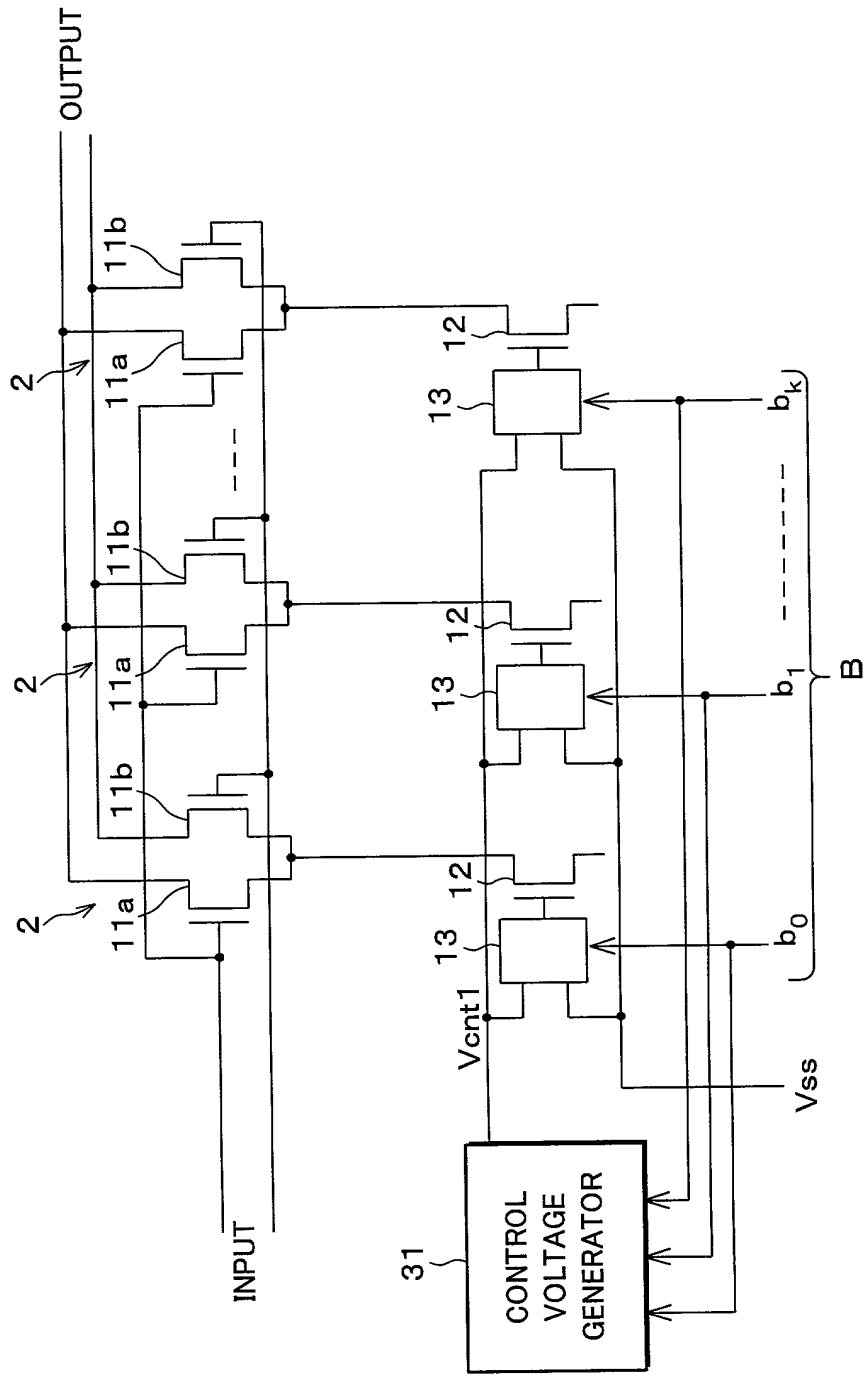 OUTPUT
2
2
2
11a
11b
11a
11b
11a
11b
INPUT
12
12
12
13
13
13
Vcnt1
31
CONTROL
VOLTAGE
GENERATOR
Vss
b0
b1
bk
B